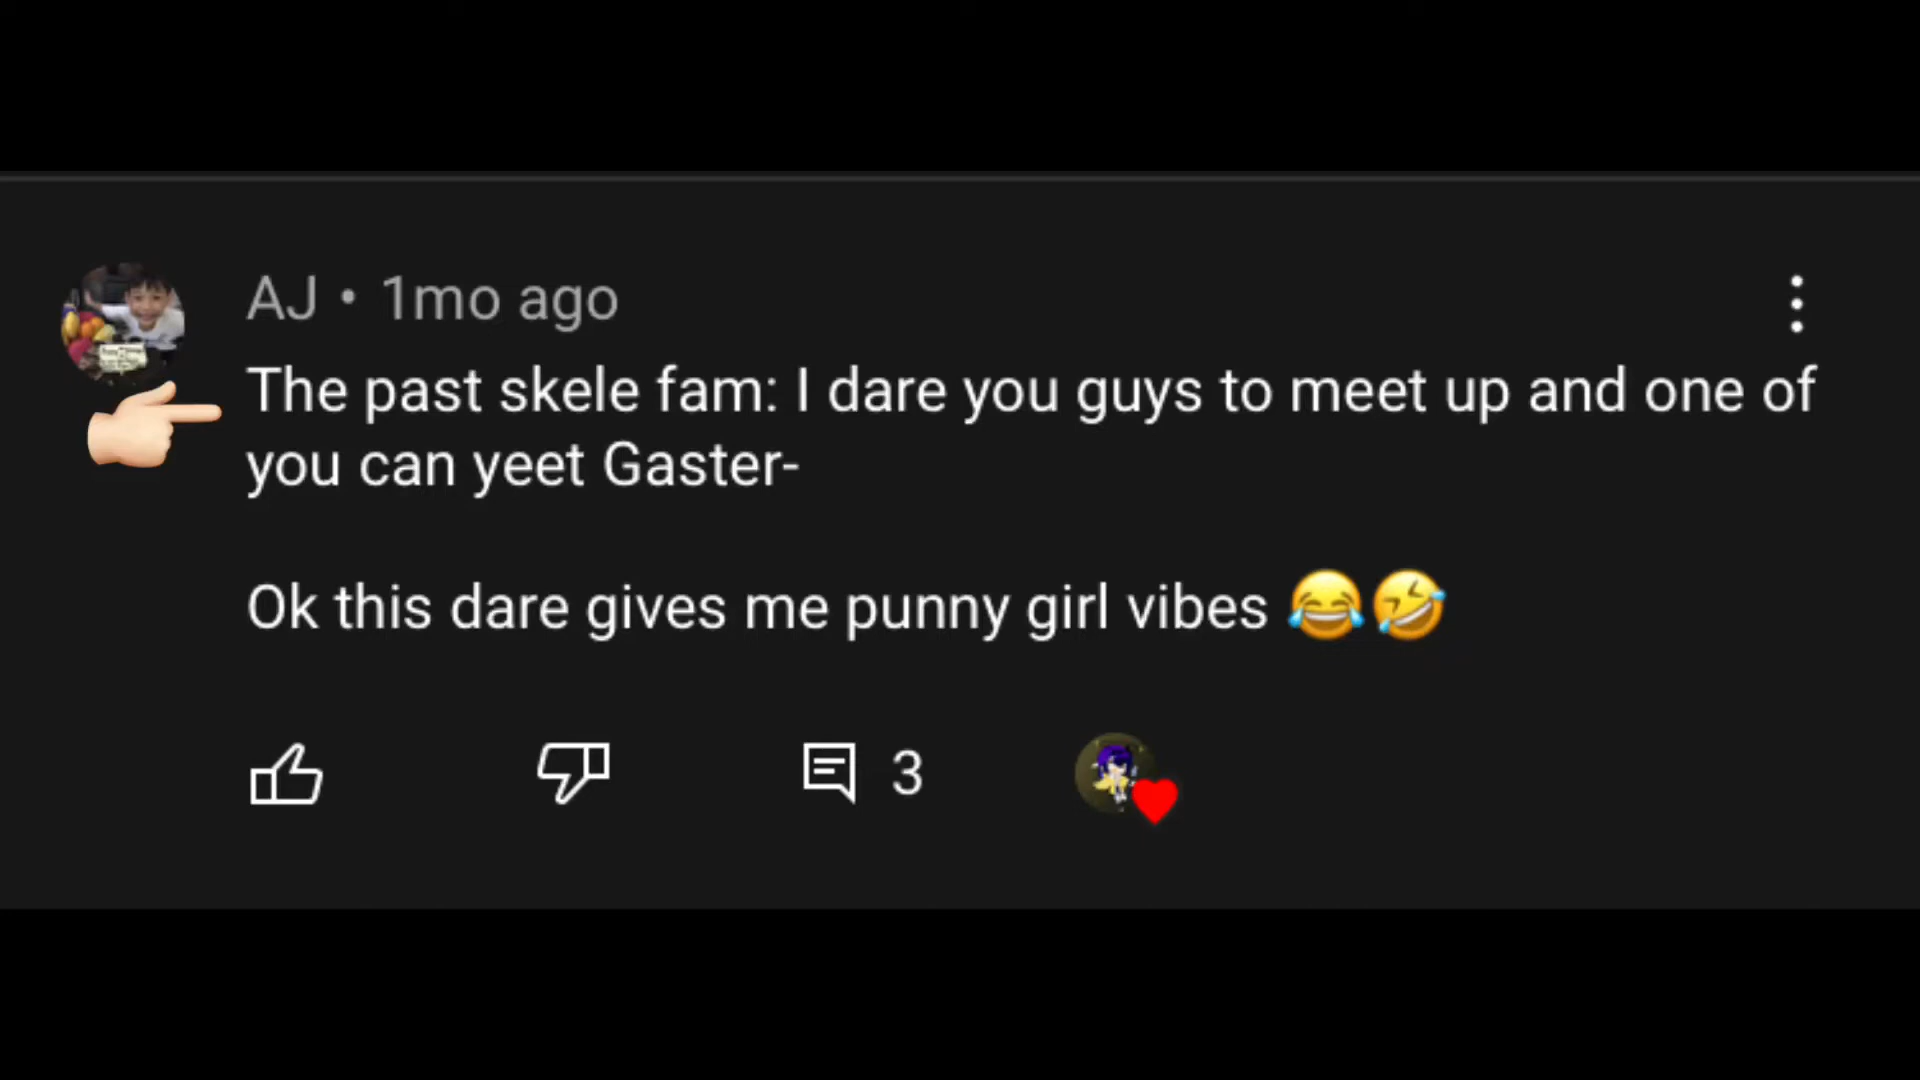 AJ • 1mo ago
The past skele fam: I dare you guys to meet up and one of
you can yeet Gaster-
Ok this dare gives me punny girl vibes 😂🤣
3